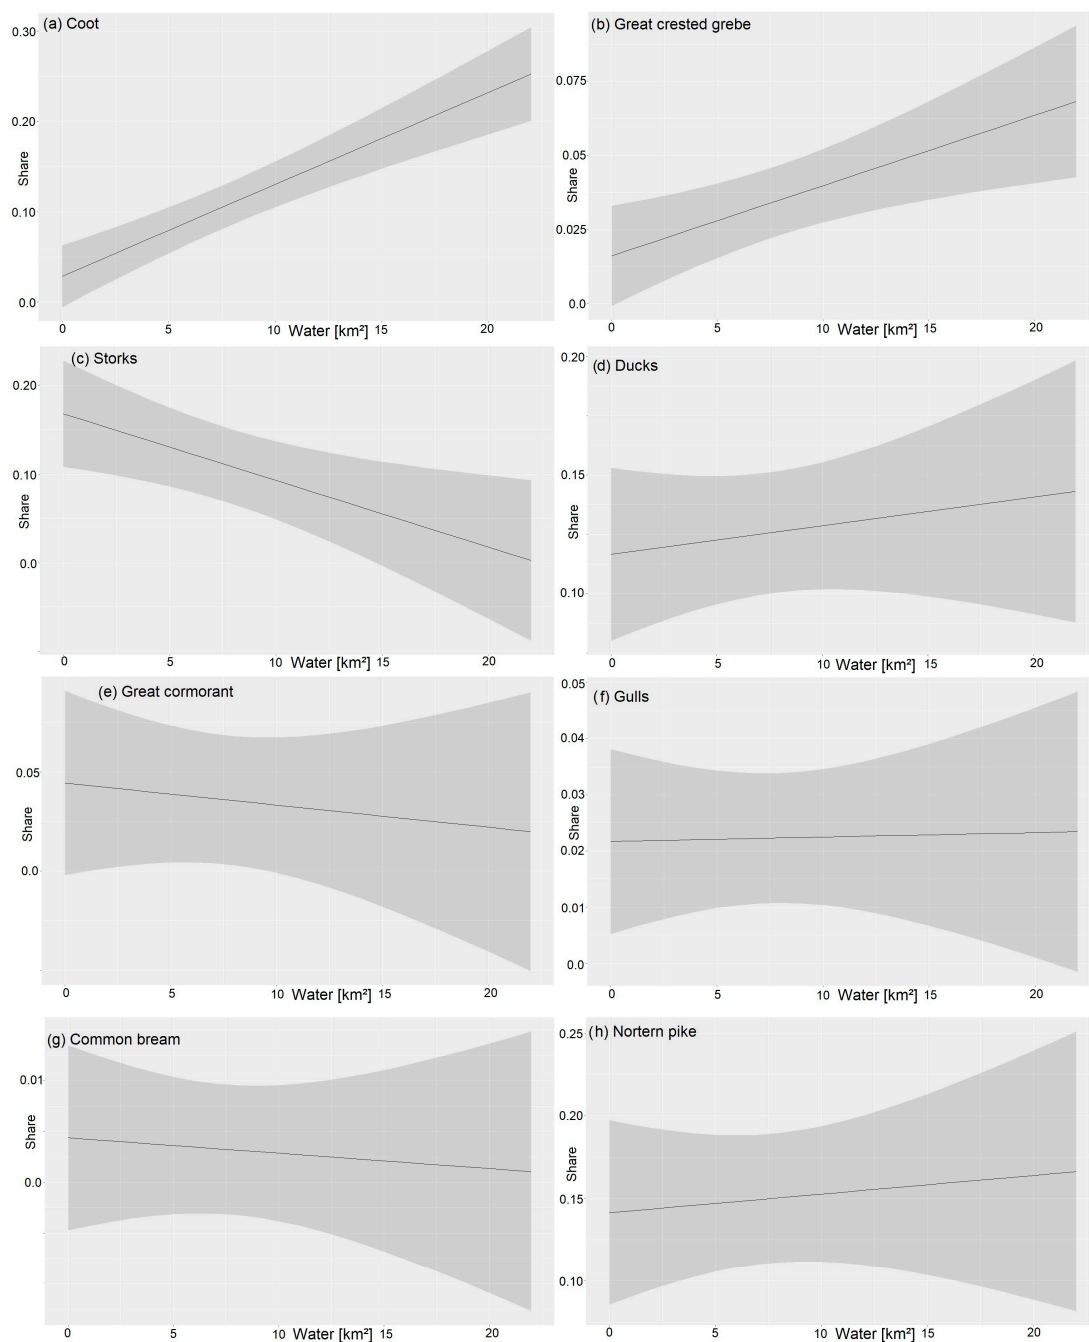 (a) Coot
0.30
0.20
Share
0.10
0.0
0 5 10 Water [km²] 15 20
(b) Great crested grebe
0.075
0.05
Share
0.025
0.0
0 5 10 Water [km²] 15 20
(c) Storks
0.20
0.10
Share
0.0
0 5 10 Water [km²] 15 20
(d) Ducks
0.20
0.15
Share
0.10
0 5 10 Water [km²] 15 20
(e) Great cormorant
0.05
Share
0.0
0 5 10 Water [km²] 15 20
(f) Gulls
0.05
0.04
0.03
Share
0.02
0.01
0.0
0 5 10 Water [km²] 15 20
(g) Common bream
0.01
Share
0.0
0 5 10 Water [km²] 15 20
(h) Nortern pike
0.25
0.20
Share
0.15
0.10
0 5 10 Water [km²] 15 20